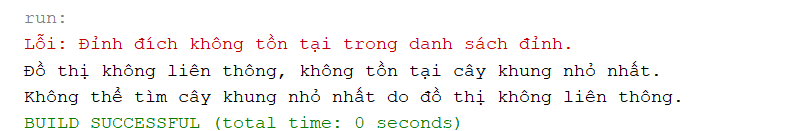 run:
Lỗi: Đỉnh đích không tồn tại trong danh sách đỉnh.
Đồ thị không liên thông, không tồn tại cây khung nhỏ nhất.
Không thể tìm cây khung nhỏ nhất do đồ thị không liên thông.
BUILD SUCCESSFUL (total time: 0 seconds)